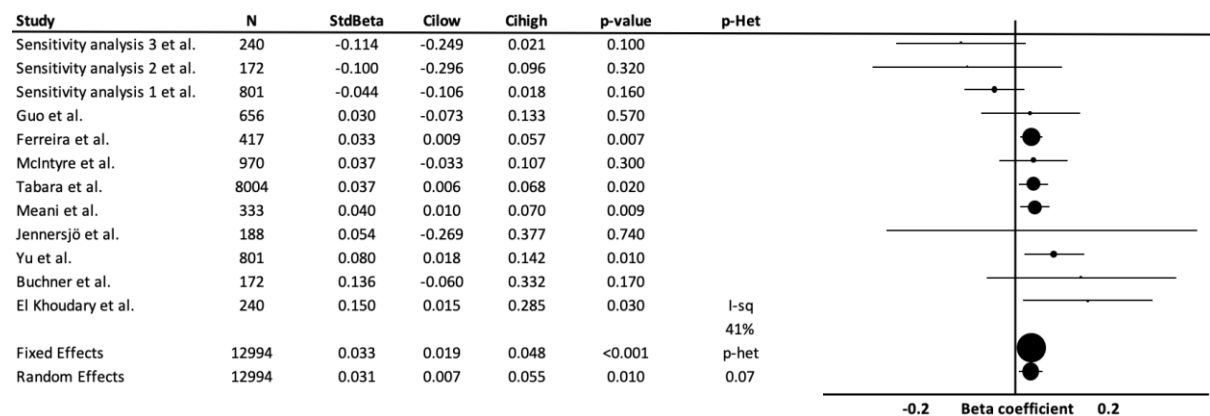 Study N StdBeta Cilow Cihigh p-value p-Het
Sensitivity analysis 3 et al. 240 -0.114 -0.249 0.021 0.100
Sensitivity analysis 2 et al. 172 -0.100 -0.296 0.096 0.320
Sensitivity analysis 1 et al. 801 -0.044 -0.106 0.018 0.160
Guo et al. 656 0.030 -0.073 0.133 0.570
Ferreira et al. 417 0.033 0.009 0.057 0.007
McIntyre et al. 970 0.037 -0.033 0.107 0.300
Tabara et al. 8004 0.037 0.006 0.068 0.020
Meani et al. 333 0.040 0.010 0.070 0.009
Jennersjö et al. 188 0.054 -0.269 0.377 0.740
Yu et al. 801 0.080 0.018 0.142 0.010
Buchner et al. 172 0.136 -0.060 0.332 0.170
El Khoudary et al. 240 0.150 0.015 0.285 0.030 I-sq
41%
Fixed Effects 12994 0.033 0.019 0.048 <0.001 p-het
Random Effects 12994 0.031 0.007 0.055 0.010 0.07
-0.2 Beta coefficient 0.2